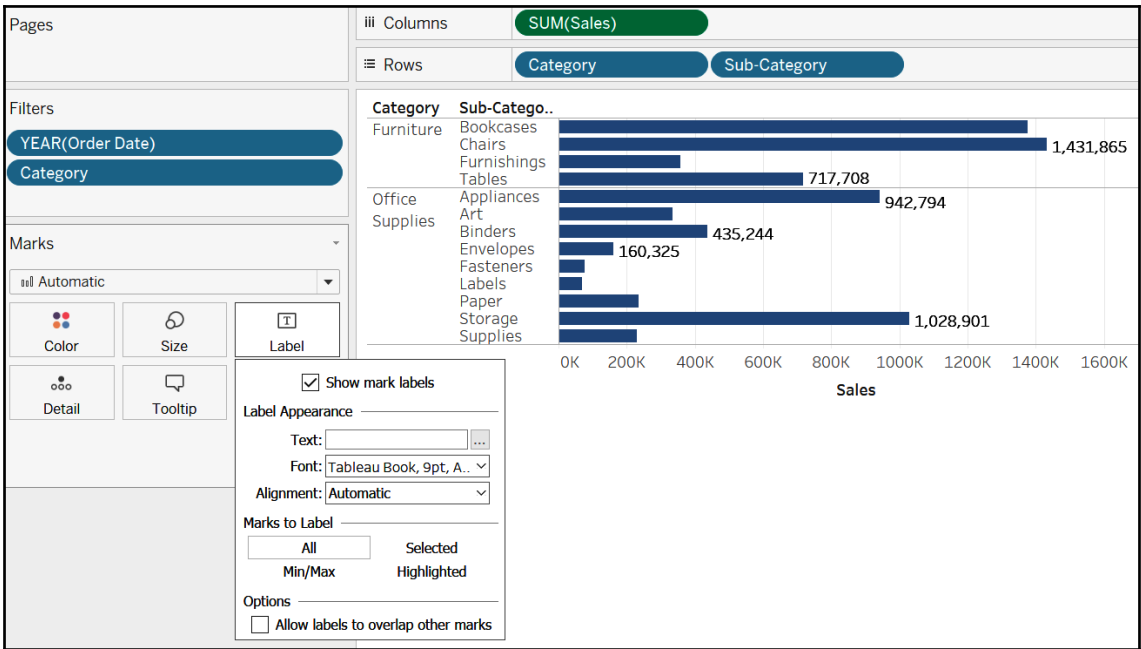 Pages
iii Columns
SUM(Sales)
Rows
Category
Sub-Category
Filters
YEAR(Order Date)
Category
Marks
Automatic
Color
Size
Label
Detail
Tooltip
Show mark labels
Label Appearance
Text:
...
Font: Tableau Book, 9pt, A..
Alignment: Automatic
Marks to Label
All
Selected
Min/Max
Highlighted
Options
Allow labels to overlap other marks
Category Sub-Catego..
Furniture
Bookcases
Chairs 1,431,865
Furnishings
Tables 717,708
Office Supplies
Appliances 942,794
Art
Binders 435,244
Envelopes 160,325
Fasteners
Labels
Paper
Storage 1,028,901
Supplies
0K 200K 400K 600K 800K 1000K 1200K 1400K 1600K
Sales